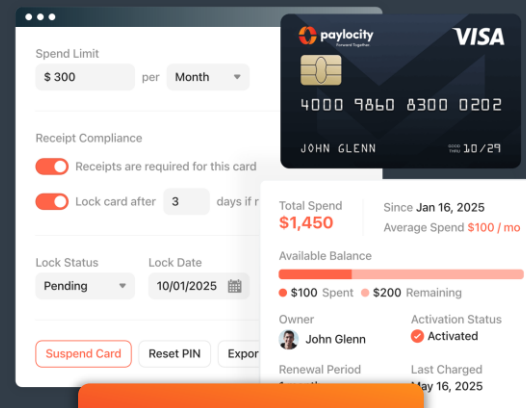 Spend Limit
$ 300 per Month
Receipt Compliance
Receipts are required for this card
Lock card after 3 days if
Lock Status Lock Date
Pending 10/01/2025
Suspend Card Reset PIN
paylocity VISA
Forward Together
4000 9860 8300 0202
JOHN GLENN GOOD THRU 10/29
Total Spend
$1,450
Since Jan 16, 2025
Average Spend $100 / mo
Available Balance
$100 Spent $200 Remaining
Owner Activation Status
John Glenn Activated
Renewal Period Last Charged
May 16, 2025